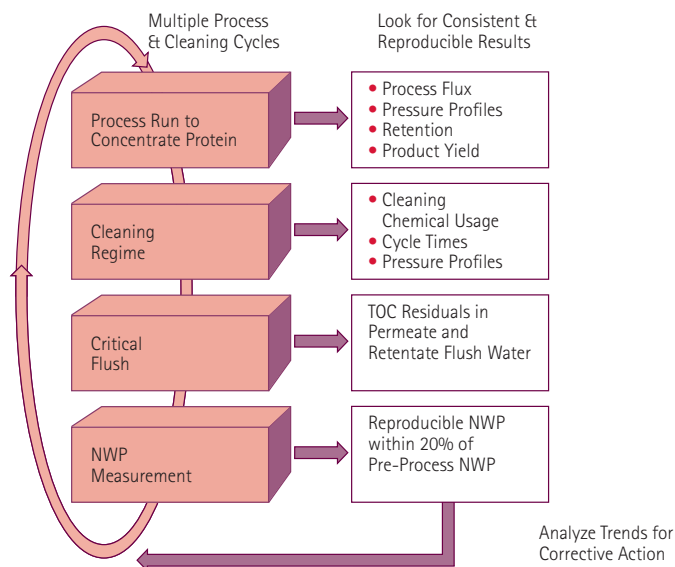 Multiple Process
& Cleaning Cycles
Look for Consistent &
Reproducible Results
Process Run to
Concentrate Protein
• Process Flux
• Pressure Profiles
• Retention
• Product Yield
Cleaning
Regime
• Cleaning
Chemical Usage
• Cycle Times
• Pressure Profiles
Critical
Flush
TOC Residuals in
Permeate and
Retentate Flush Water
NWP
Measurement
Reproducible NWP
within 20% of
Pre-Process NWP
Analyze Trends for
Corrective Action